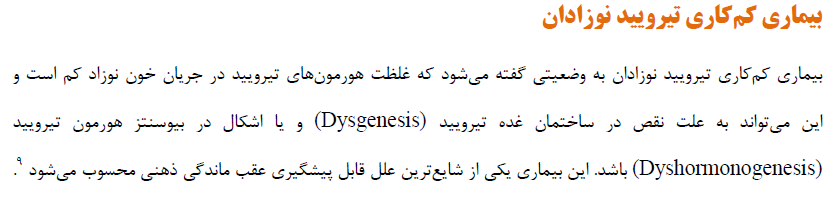 بیماری کم‌کاری تیرویید نوزادان
بیماری کم‌کاری تیرویید نوزادان به وضعیتی گفته می‌شود که غلظت هورمون‌های تیرویید در جریان خون نوزاد کم است و
این می‌تواند به علت نقص در ساختمان غده تیرویید (Dysgenesis) و یا اشکال در بیوسنتز هورمون تیرویید
(Dyshormonogenesis) باشد. این بیماری یکی از شایع‌ترین علل قابل پیشگیری عقب ماندگی ذهنی محسوب می‌شود ۹.